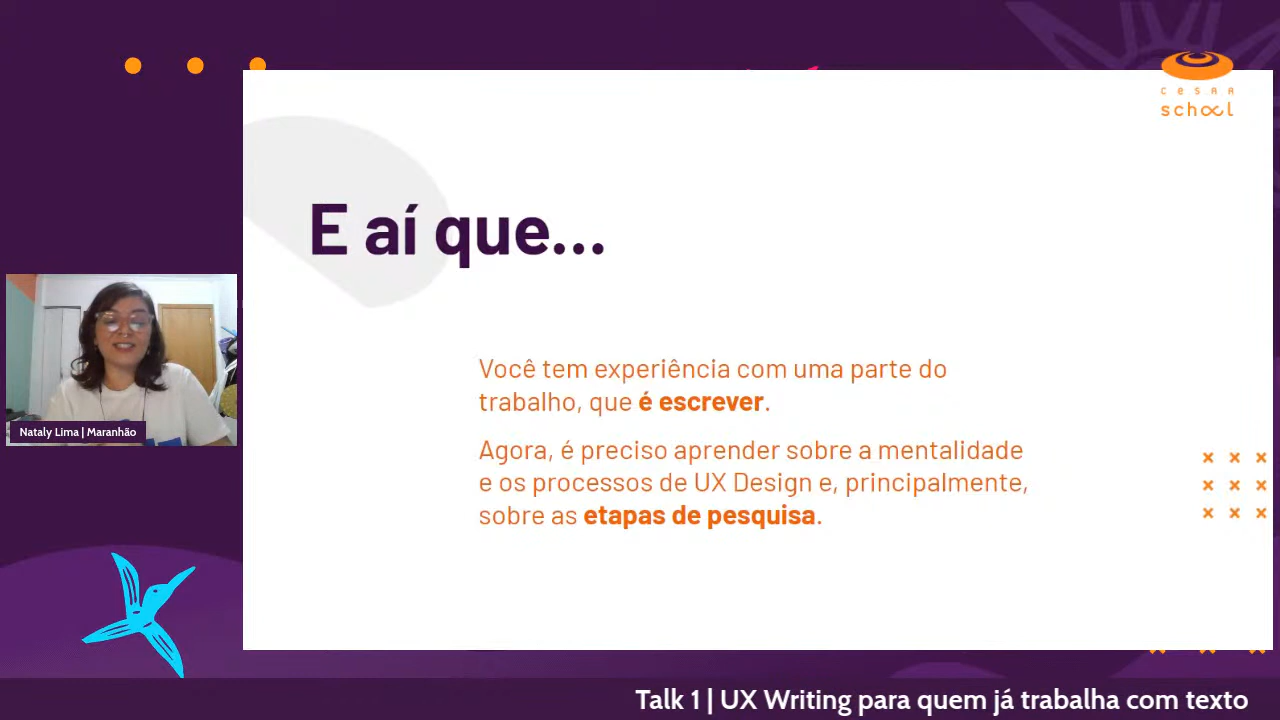 cesar
school
E aí que...
Você tem experiência com uma parte do
trabalho, que é escrever.
Agora, é preciso aprender sobre a mentalidade
e os processos de UX Design e, principalmente,
sobre as etapas de pesquisa.
Nataly Lima | Maranhão
Talk 1 | UX Writing para quem já trabalha com texto